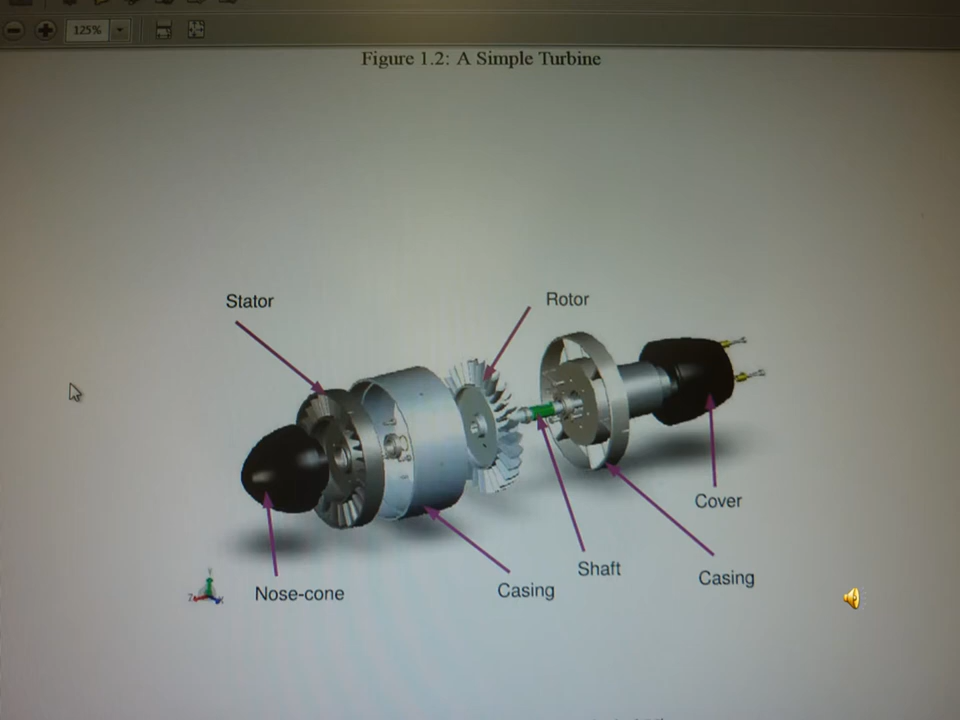 125%
Figure 1.2: A Simple Turbine
Stator
Rotor
Cover
Shaft
Casing
Casing
Nose-cone
Y
Z
X